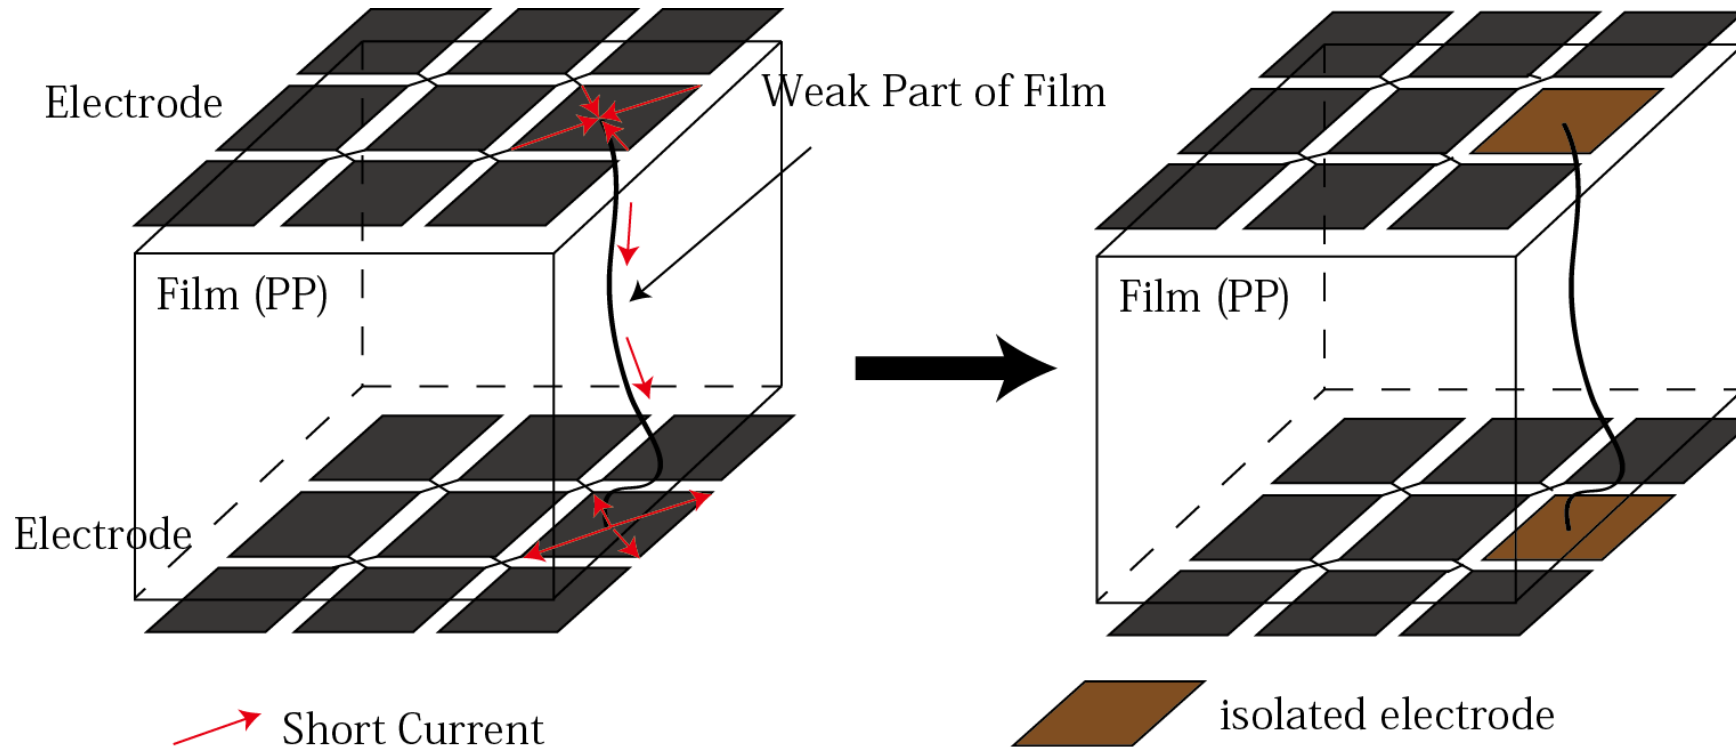 Electrode
Weak Part of Film
Film (PP)
Film (PP)
Electrode
Short Current
isolated electrode